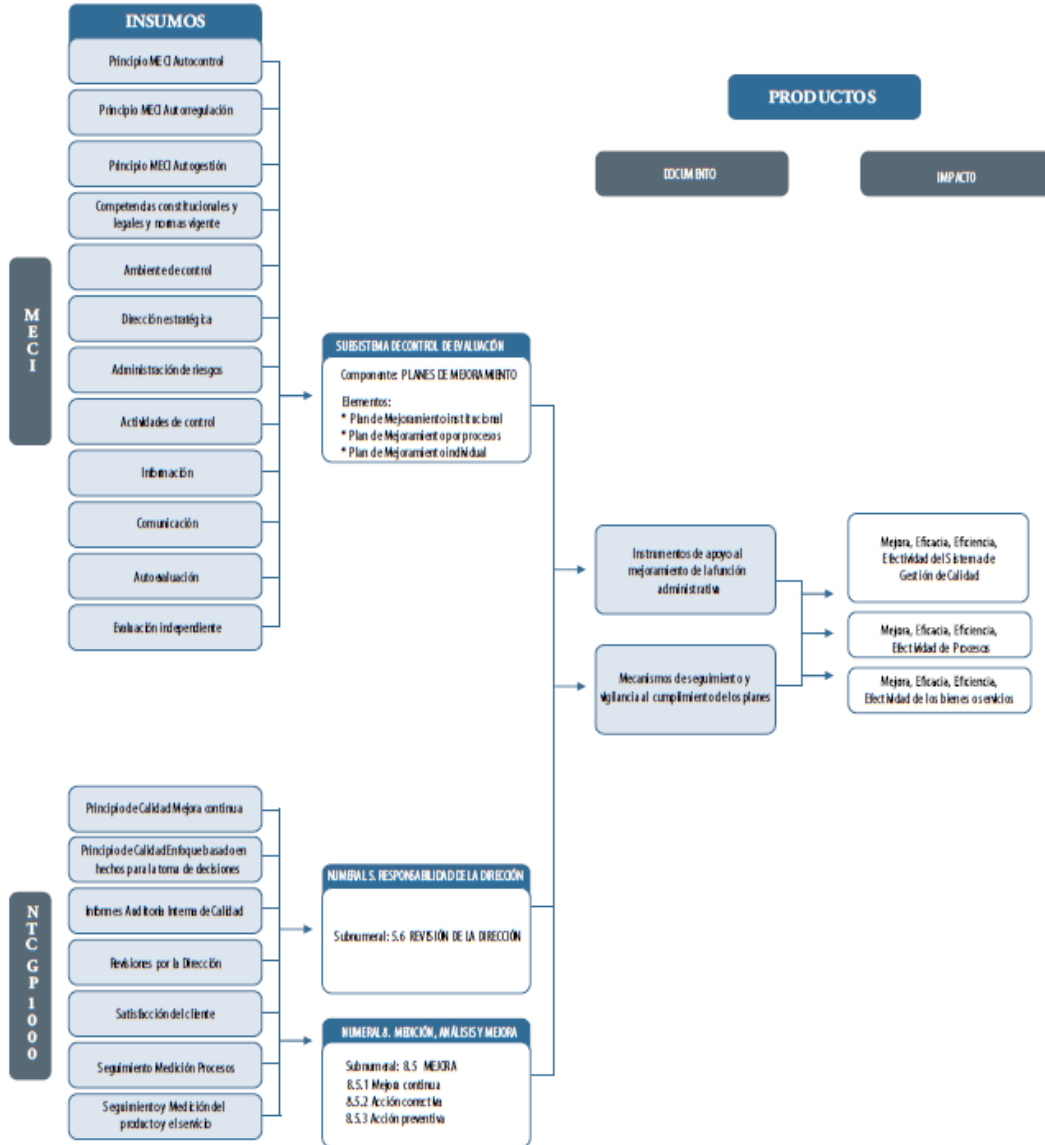 INSUMOS
Principio MECI Autocontrol
Principio MECI Autorregulación
Principio MECI Autogestión
Competencias constitucionales y
legales y normas vigente
Ambiente de control
Dirección estratégica
Administración de riesgos
Actividades de control
Información
Comunicación
Autoevaluación
Evaluación independiente
MECI
SUBSISTEMA DE CONTROL DE EVALUACIÓN
Componente: PLANES DE MEJORAMIENTO
Elementos:
* Plan de Mejoramiento institucional
* Plan de Mejoramiento por procesos
* Plan de Mejoramiento individual
PRODUCTOS
DOCUMENTO
IMPACTO
Instrumentos de apoyo al
mejoramiento de la función
administrativa
Mecanismos de seguimiento y
vigilancia al cumplimiento de los planes
Mejora, Eficacia, Eficiencia,
Efectividad del Sistema de
Gestión de Calidad
Mejora, Eficacia, Eficiencia,
Efectividad de Procesos
Mejora, Eficacia, Eficiencia,
Efectividad de los bienes o servicios
NTC GP 1000
Principio de Calidad Mejora continua
Principio de Calidad Enfoque basado en
hechos para la toma de decisiones
Informes Auditoria Interna de Calidad
Revisiones por la Dirección
Satisfacción del cliente
Seguimiento Medición Procesos
Seguimiento y Medición del
producto y el servicio
NUMERAL 5. RESPONSABILIDAD DE LA DIRECCIÓN
Subnumeral: 5.6 REVISIÓN DE LA DIRECCIÓN
NUMERAL 8. MEDICIÓN, ANÁLISIS Y MEJORA
Subnumeral: 8.5 MEJORA
8.5.1 Mejora continua
8.5.2 Acción correctiva
8.5.3 Acción preventiva